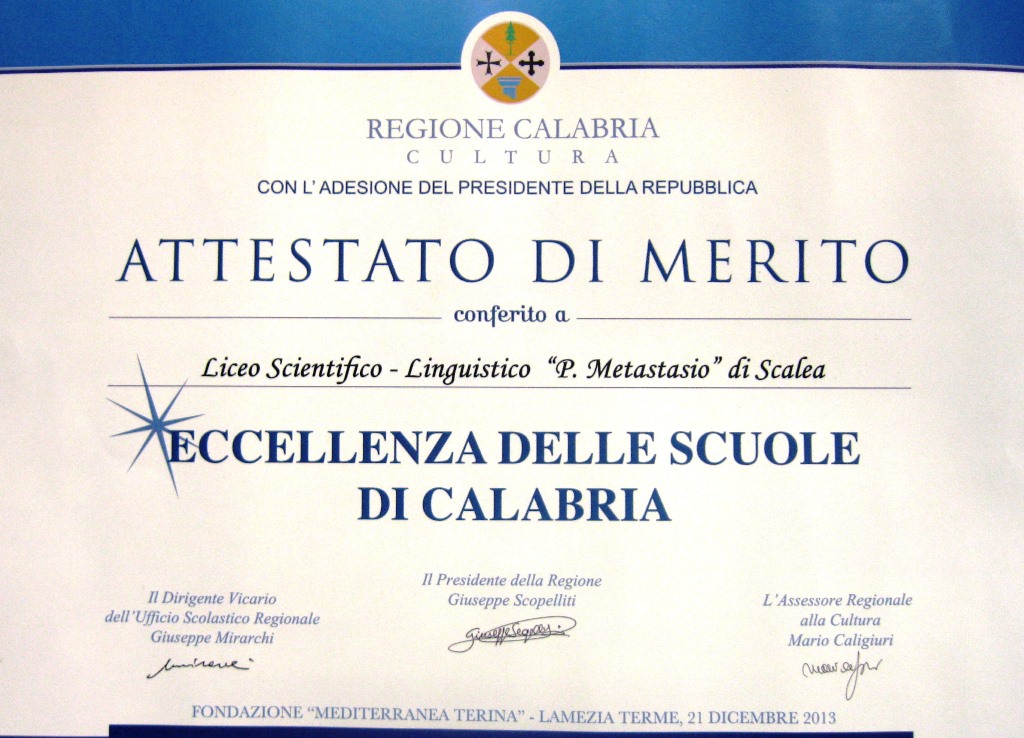 REGIONE CALABRIA
CULTURA
CON L' ADESIONE DEL PRESIDENTE DELLA REPUBBLICA
ATTESTATO DI MERITO
conferito a
Liceo Scientifico - Linguistico "P. Metastasio" di Scalea
ECCELLENZA DELLE SCUOLE
DI CALABRIA
Il Dirigente Vicario
dell'Ufficio Scolastico Regionale
Giuseppe Mirarchi
Il Presidente della Regione
Giuseppe Scopelliti
L'Assessore Regionale
alla Cultura
Mario Caligiuri
FONDAZIONE "MEDITERRANEA TERINA" - LAMEZIA TERME, 21 DICEMBRE 2013